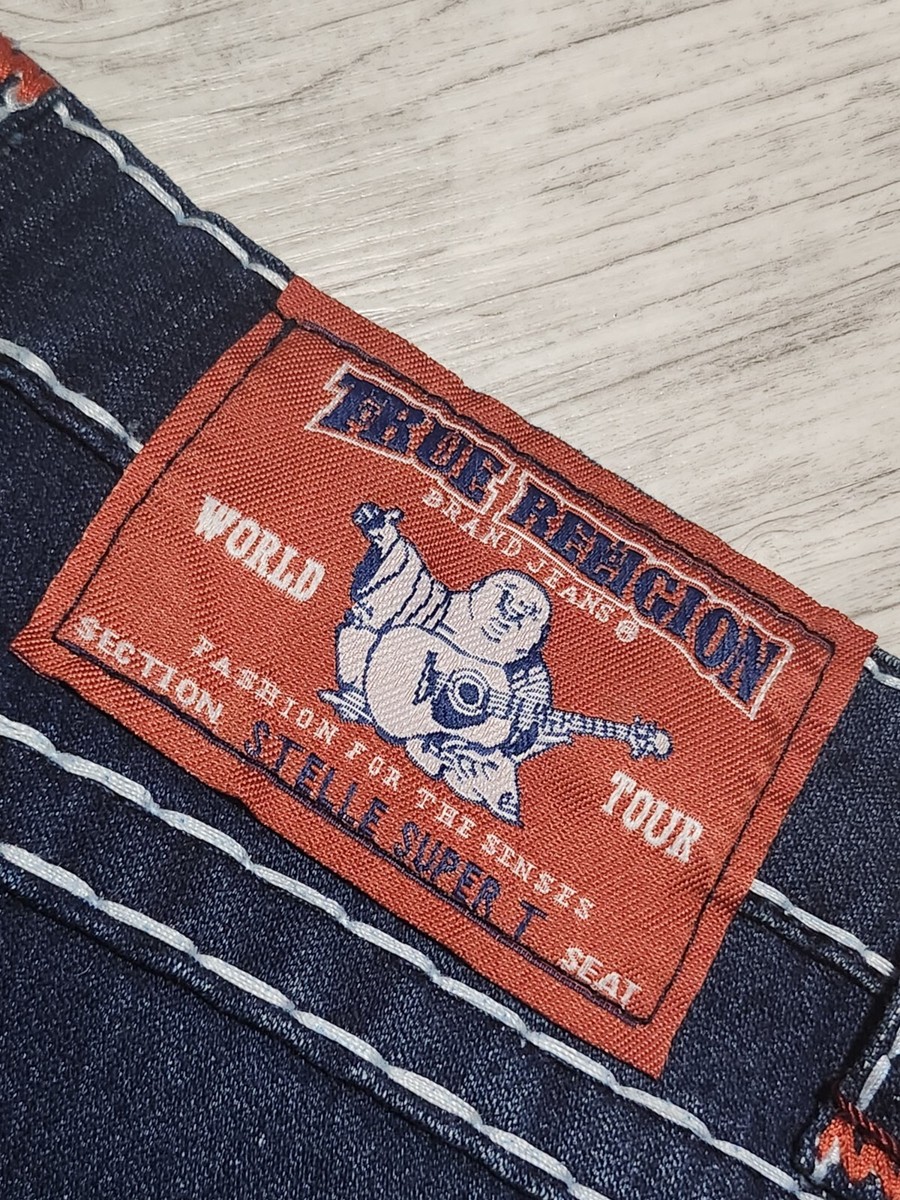 TRUE RELIGION
BRAND JEANS ®
WORLD TOUR
FASHION FOR THE SENSES
SECTION STELLE SUPER T SEAT